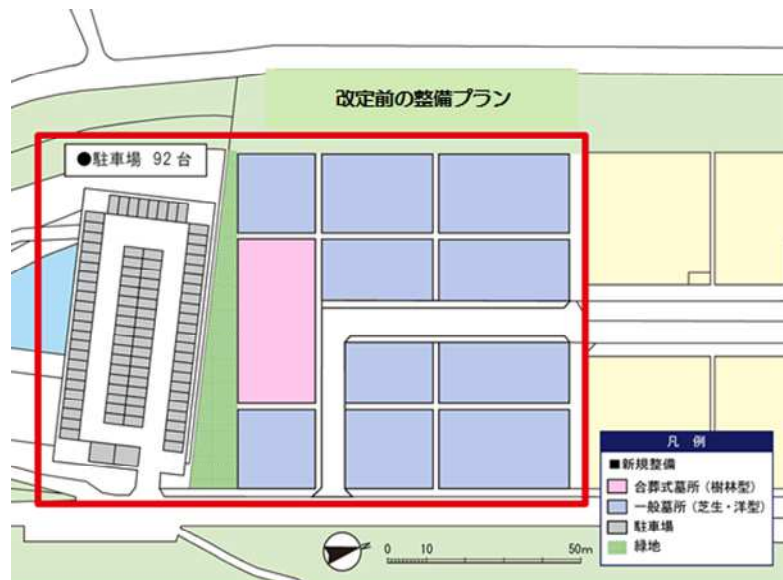 改定前の整備プラン
●駐車場 92台
凡 例
■新規整備
合葬式墓所(樹林型)
一般墓所(芝生・洋型)
駐車場
緑地
0 10 50m